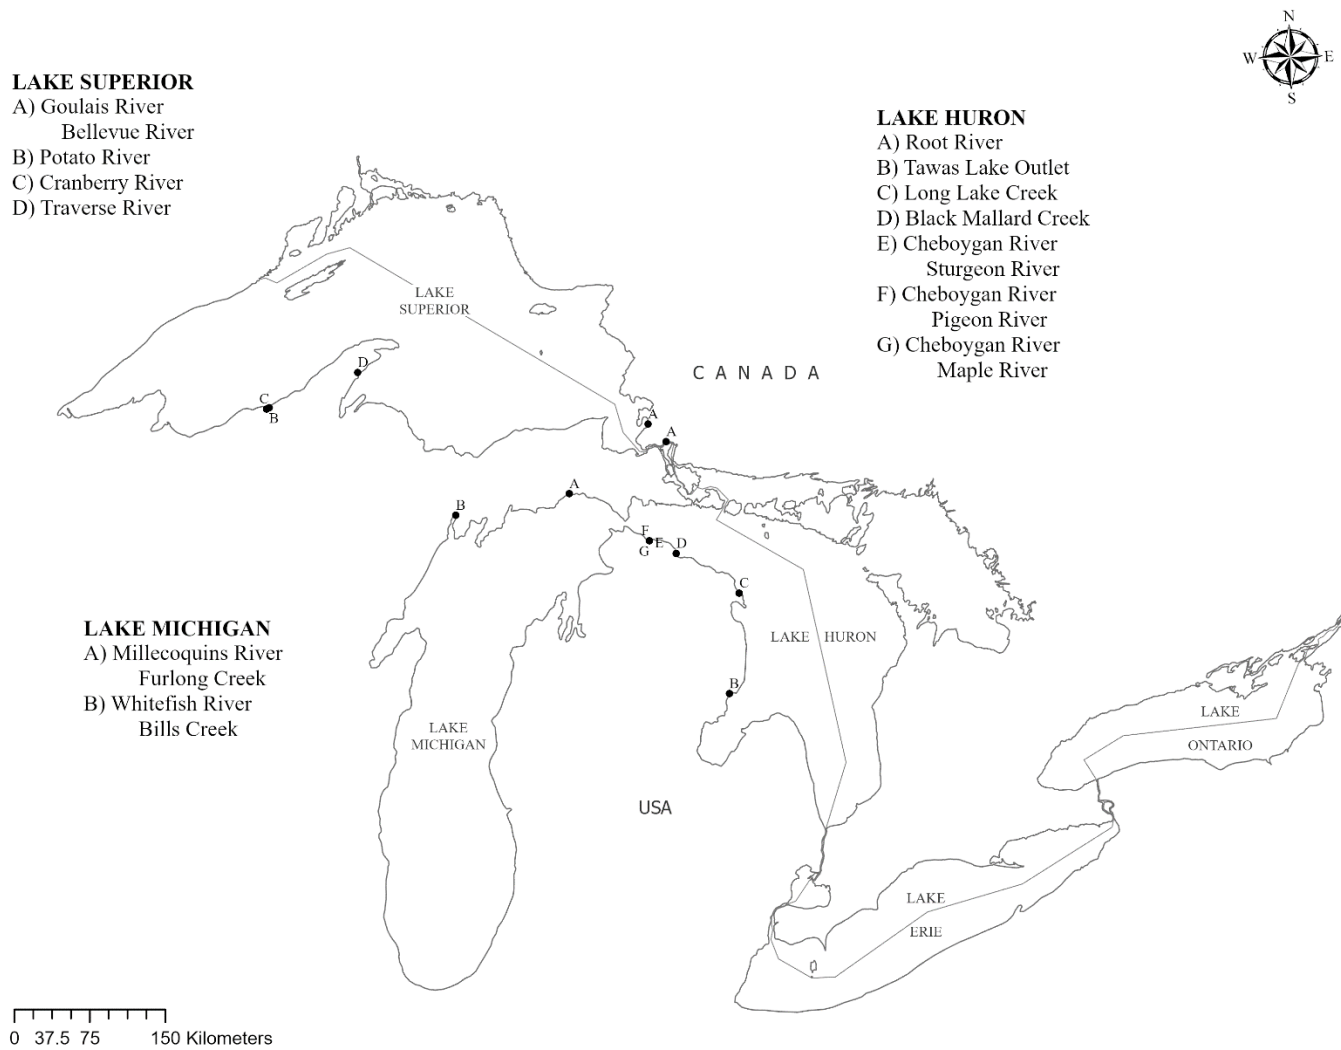 N
W E
S
LAKE SUPERIOR
A) Goulais River
Bellevue River
B) Potato River
C) Cranberry River
D) Traverse River
LAKE HURON
A) Root River
B) Tawas Lake Outlet
C) Long Lake Creek
D) Black Mallard Creek
E) Cheboygan River
Sturgeon River
F) Cheboygan River
Pigeon River
G) Cheboygan River
Maple River
LAKE
SUPERIOR
D
C
B
CANADA
A
A
B
A
F
G E D
C
LAKE HURON
B
LAKE MICHIGAN
A) Millecoquins River
Furlong Creek
B) Whitefish River
Bills Creek
LAKE
MICHIGAN
USA
LAKE
ONTARIO
LAKE
ERIE
0 37.5 75 150 Kilometers